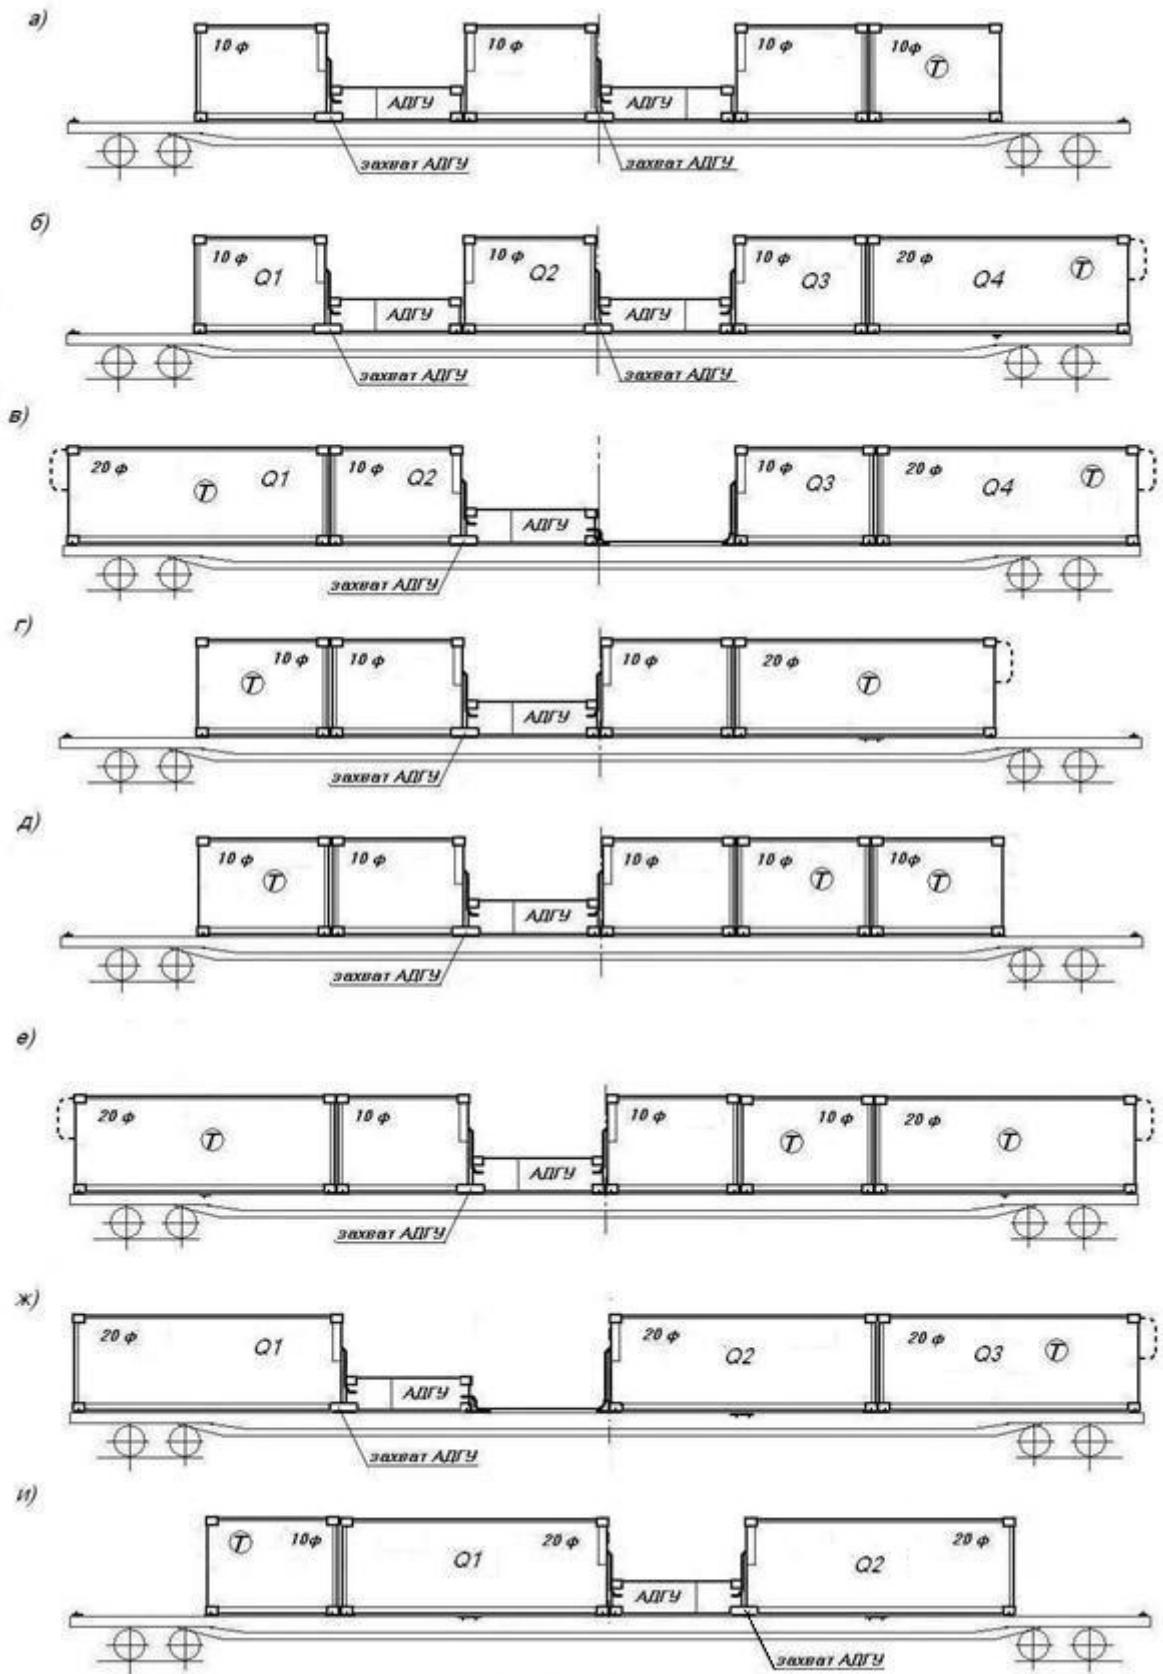 а)
10 ф 10 ф 10 ф 10ф Т
АДГУ АДГУ
захват АДГУ захват АДГУ
б)
10 ф Q1 10 ф Q2 10 ф Q3 20 ф Q4 Т
АДГУ АДГУ
захват АДГУ захват АДГУ
в)
20 ф Т Q1 10 ф Q2 10 ф Q3 20 ф Q4 Т
АДГУ
захват АДГУ
г)
Т 10 ф 10 ф 10 ф 20 ф Т
АДГУ
захват АДГУ
д)
10 ф Т 10 ф 10 ф 10 ф Т 10ф Т
АДГУ
захват АДГУ
е)
20 ф Т 10 ф 10 ф Т 10 ф 20 ф Т
АДГУ
захват АДГУ
ж)
20 ф Q1 20 ф Q2 20 ф Q3 Т
АДГУ
захват АДГУ
и)
Т 10ф Q1 20 ф Q2 20 ф
АДГУ
захват АДГУ